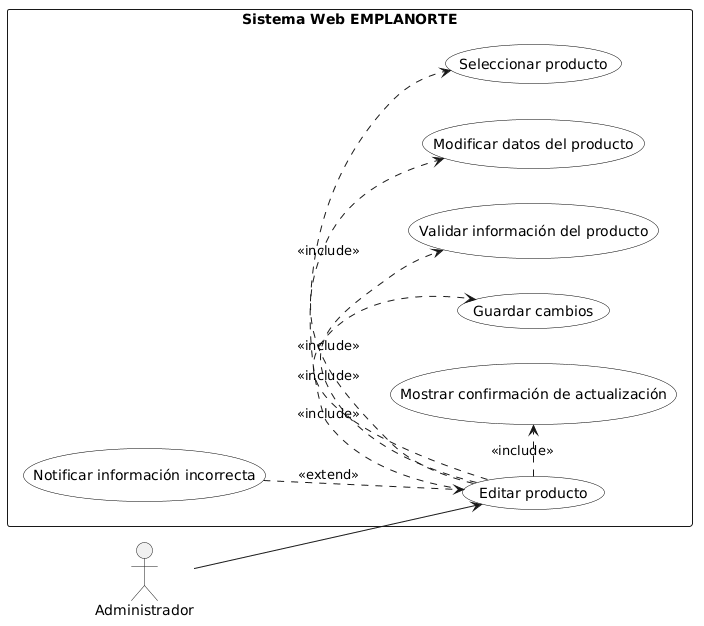 Sistema Web EMPLANORTE
Seleccionar producto
Modificar datos del producto
Validar información del producto
«include»
Guardar cambios
«include»
«include»
Mostrar confirmación de actualización
«include»
«include»
Notificar información incorrecta
«extend»
Editar producto
Administrador